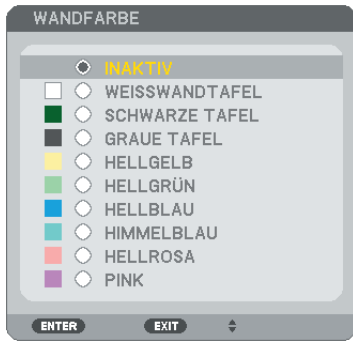 WANDFARBE
INAKTIV
WEISSWANDTAFEL
SCHWARZE TAFEL
GRAUE TAFEL
HELLGELB
HELLGRÜN
HELLBLAU
HIMMELBLAU
HELLROSA
PINK
ENTER EXIT